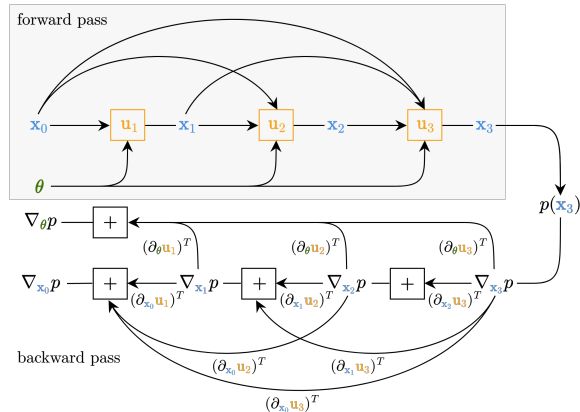 forward pass
x₀ u₁ x₁ u₂ x₂ u₃ x₃
θ
p(x₃)
∇θp +
(∂θu₁)ᵀ (∂θu₂)ᵀ (∂θu₃)ᵀ
∇x₀p + ∇x₁p + ∇x₂p + ∇x₃p
(∂x₀u₁)ᵀ (∂x₁u₂)ᵀ (∂x₂u₃)ᵀ
backward pass
(∂x₀u₂)ᵀ (∂x₁u₃)ᵀ
(∂x₀u₃)ᵀ